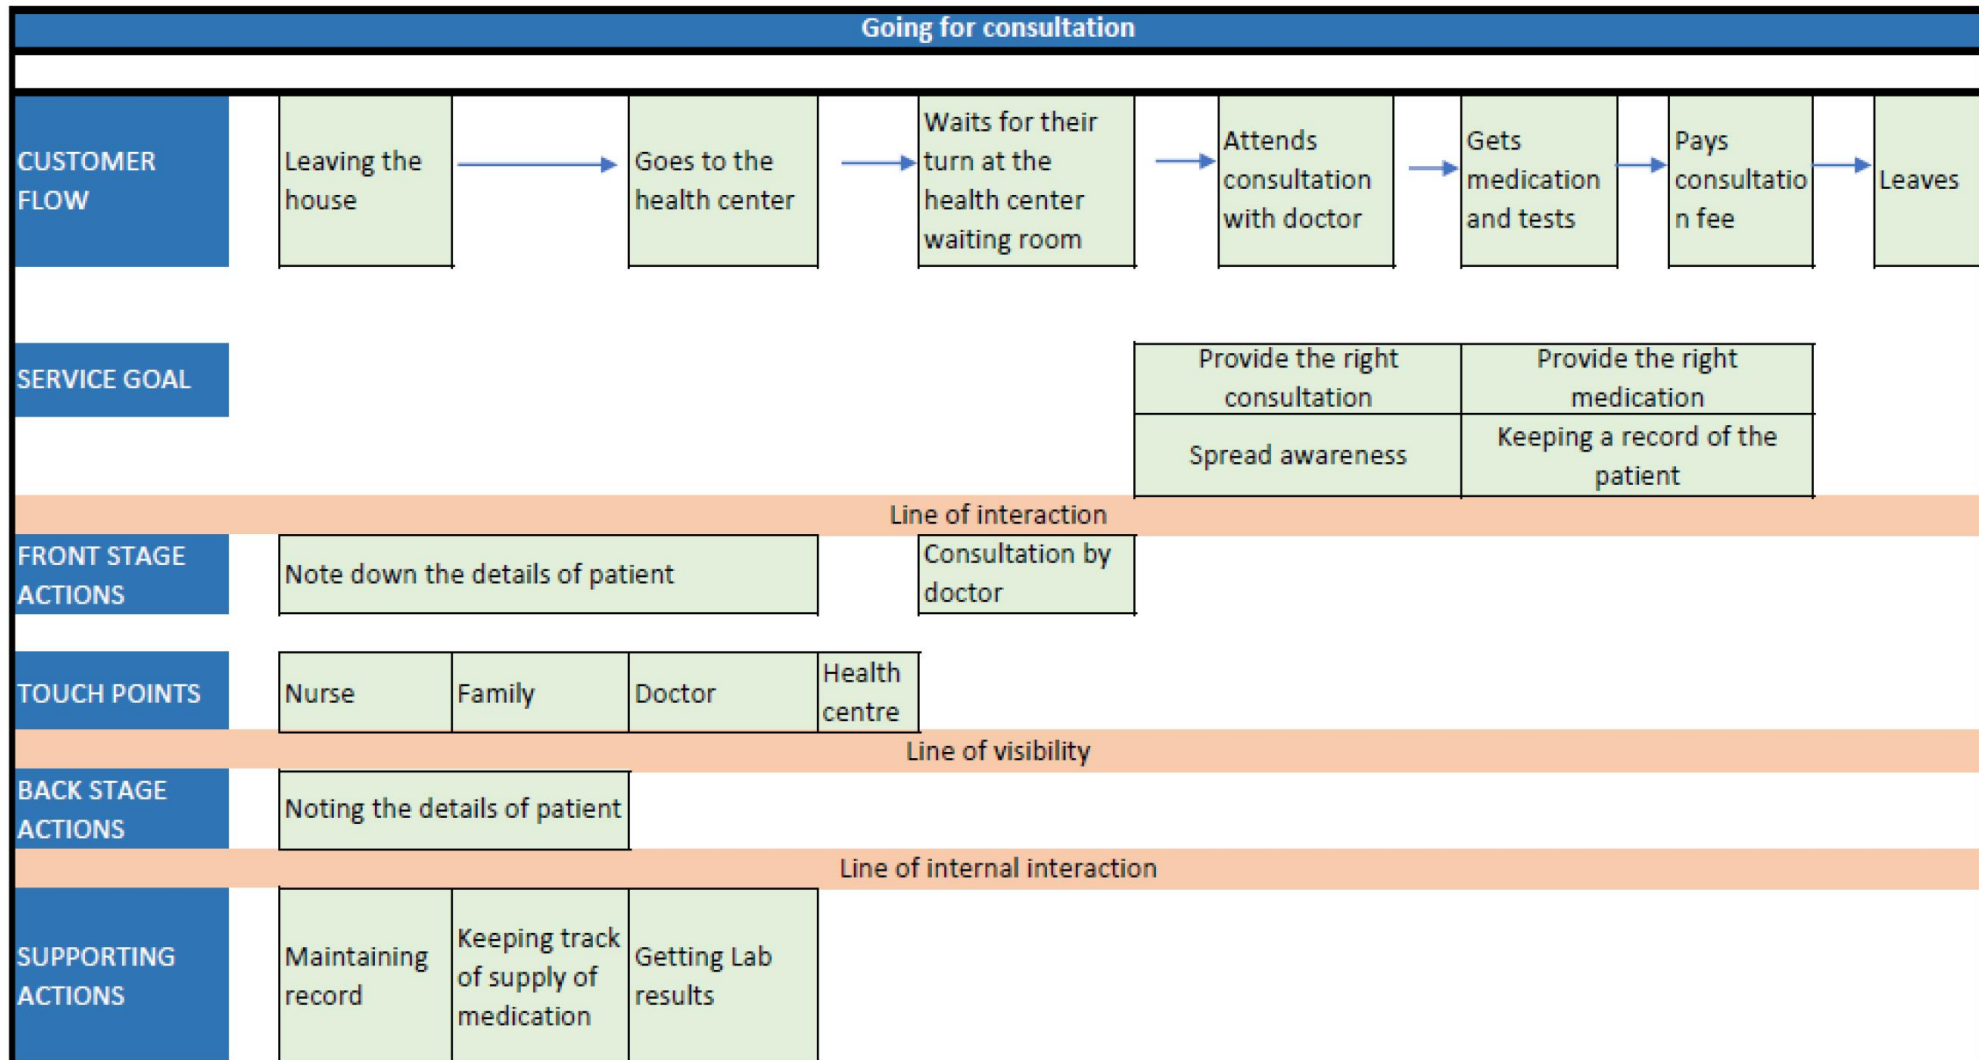 Going for consultation
CUSTOMER
FLOW
Leaving the
house
Goes to the
health center
Waits for their
turn at the
health center
waiting room
Attends
consultation
with doctor
Gets
medication
and tests
Pays
consultatio
n fee
Leaves
SERVICE GOAL
Provide the right
consultation
Provide the right
medication
Spread awareness
Keeping a record of the
patient
Line of interaction
FRONT STAGE
ACTIONS
Note down the details of patient
Consultation by
doctor
TOUCH POINTS
Nurse
Family
Doctor
Health
centre
Line of visibility
BACK STAGE
ACTIONS
Noting the details of patient
Line of internal interaction
SUPPORTING
ACTIONS
Maintaining
record
Keeping track
of supply of
medication
Getting Lab
results